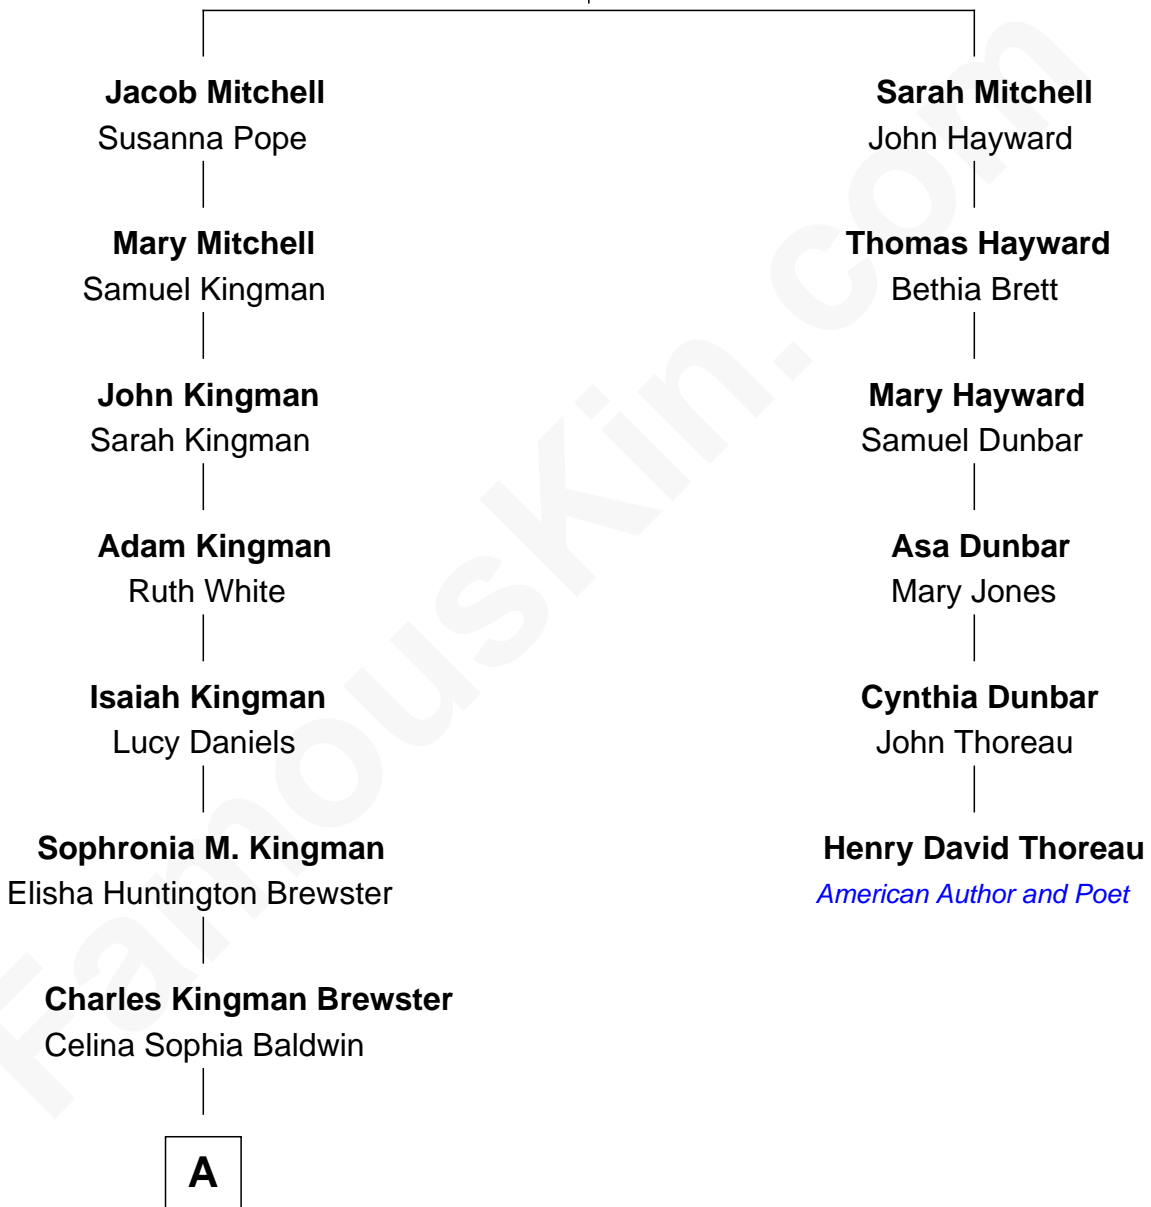 Jacob Mitchell
Susanna Pope
Mary Mitchell
Samuel Kingman
John Kingman
Sarah Kingman
Adam Kingman
Ruth White
Isaiah Kingman
Lucy Daniels
Sophronia M. Kingman
Elisha Huntington Brewster
Charles Kingman Brewster
Celina Sophia Baldwin
A
Sarah Mitchell
John Hayward
Thomas Hayward
Bethia Brett
Mary Hayward
Samuel Dunbar
Asa Dunbar
Mary Jones
Cynthia Dunbar
John Thoreau
Henry David Thoreau
American Author and Poet
FamousKin.com